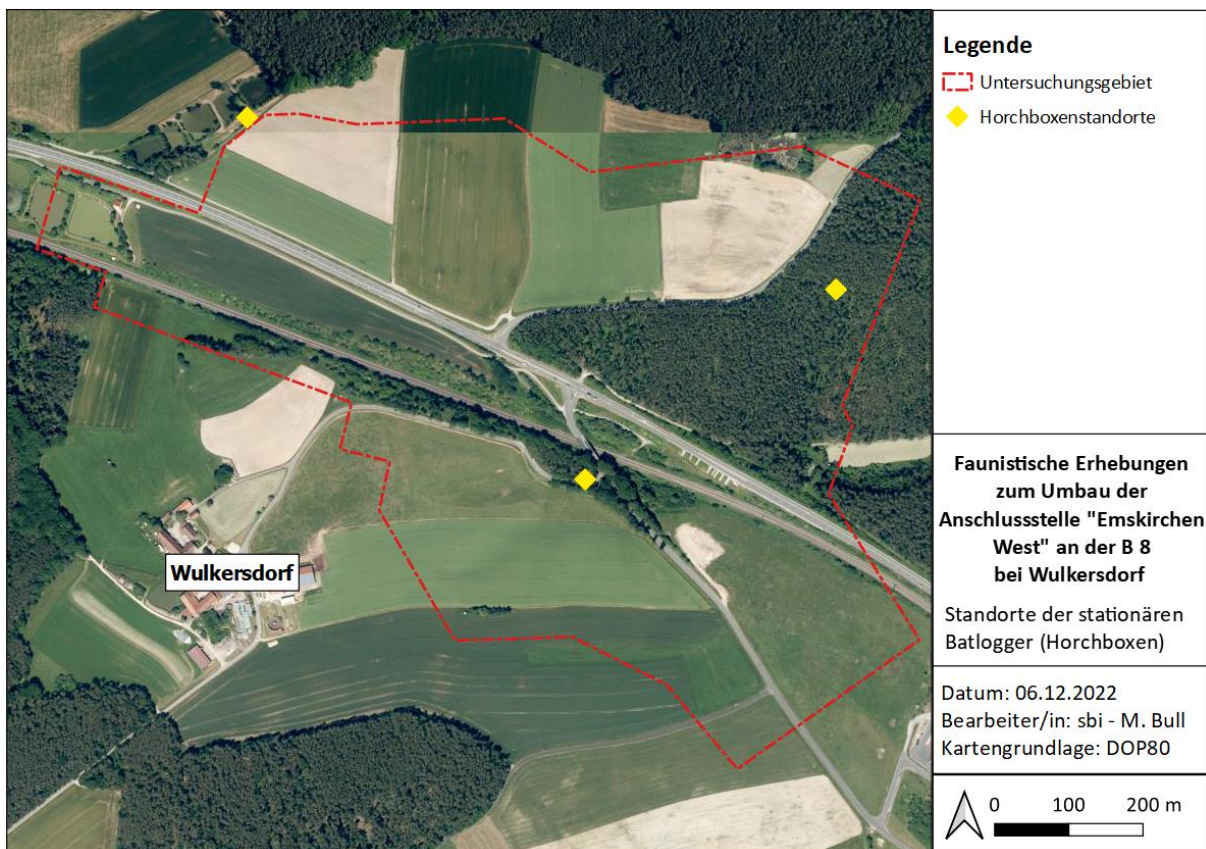 Legende
Untersuchungsgebiet
Horchboxenstandorte
Wulkersdorf
Faunistische Erhebungen
zum Umbau der
Anschlussstelle "Emskirchen
West" an der B 8
bei Wulkersdorf
Standorte der stationären
Batlogger (Horchboxen)
Datum: 06.12.2022
Bearbeiter/in: sbi - M. Bull
Kartengrundlage: DOP80
0 100 200 m